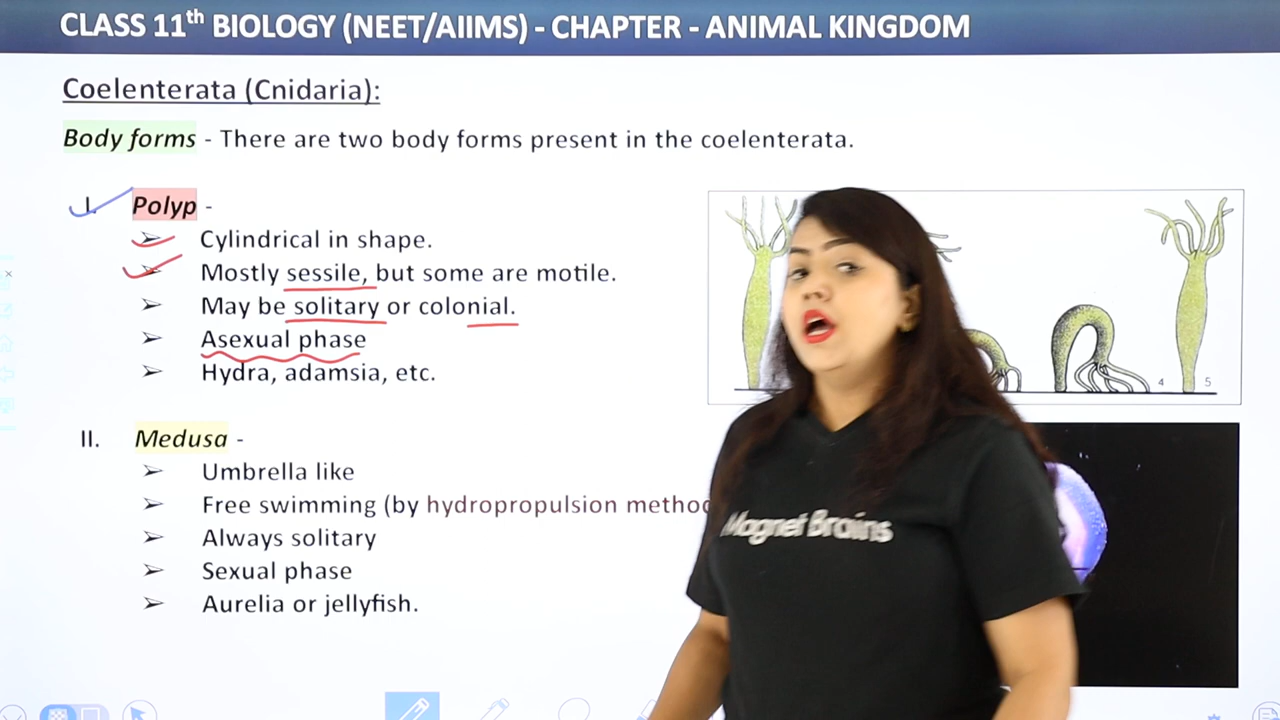 CLASS 11th BIOLOGY (NEET/AIIMS) - CHAPTER - ANIMAL KINGDOM
Coelenterata (Cnidaria):
Body forms - There are two body forms present in the coelenterata.
I. Polyp -
➢ Cylindrical in shape.
➢ Mostly sessile, but some are motile.
➢ May be solitary or colonial.
➢ Asexual phase
➢ Hydra, adamsia, etc.
4 5
II. Medusa -
➢ Umbrella like
➢ Free swimming (by hydropropulsion
➢ Always solitary
➢ Sexual phase
➢ Aurelia or jellyfish.
Magnet Brains